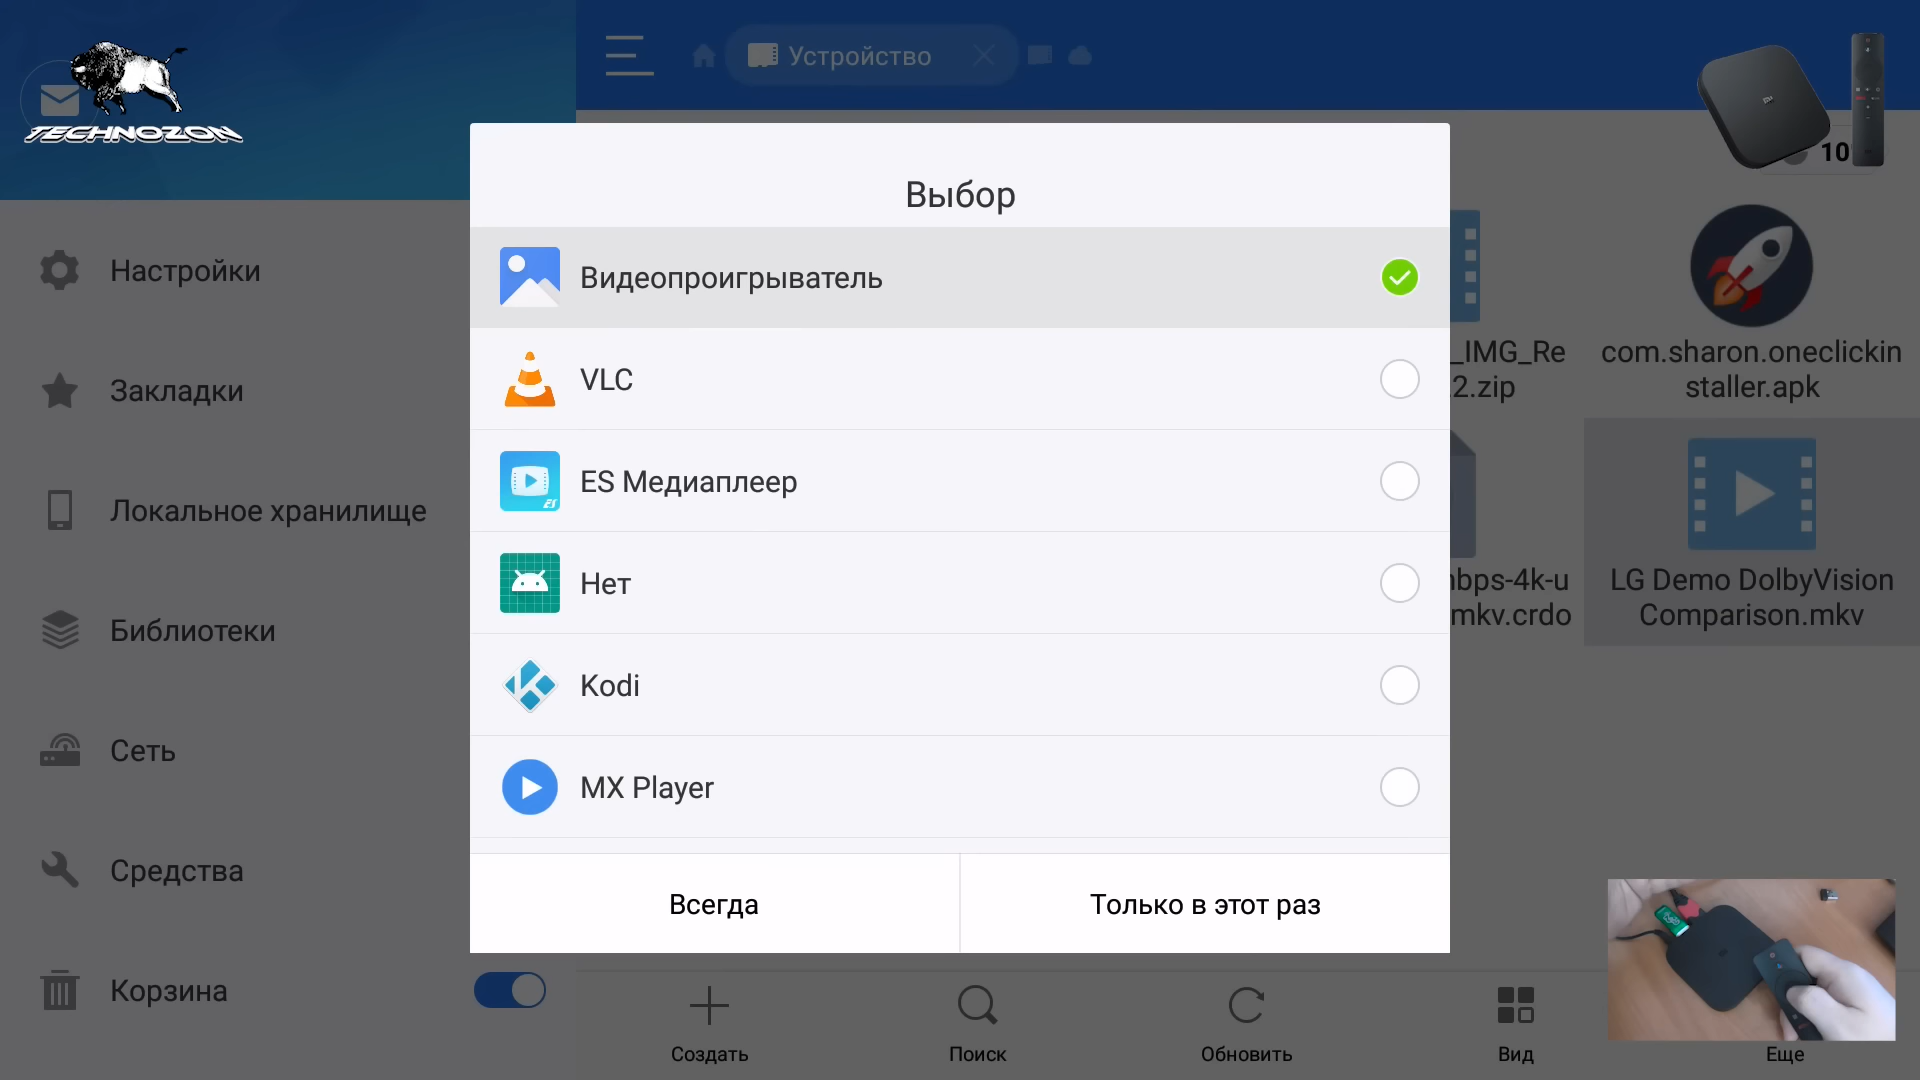 TECHNOZON
Устройство
10
Выбор
Видеопроигрыватель
VLC
ES Медиаплеер
ES
Нет
Kodi
MX Player
Всегда
Только в этот раз
Настройки
Закладки
Локальное хранилище
Библиотеки
Сеть
Средства
Корзина
_IMG_Re
2.zip
com.sharon.oneclickin
staller.apk
bps-4k-u
mkv.crdo
LG Demo DolbyVision
Comparison.mkv
Создать
Поиск
Обновить
Вид
Еще